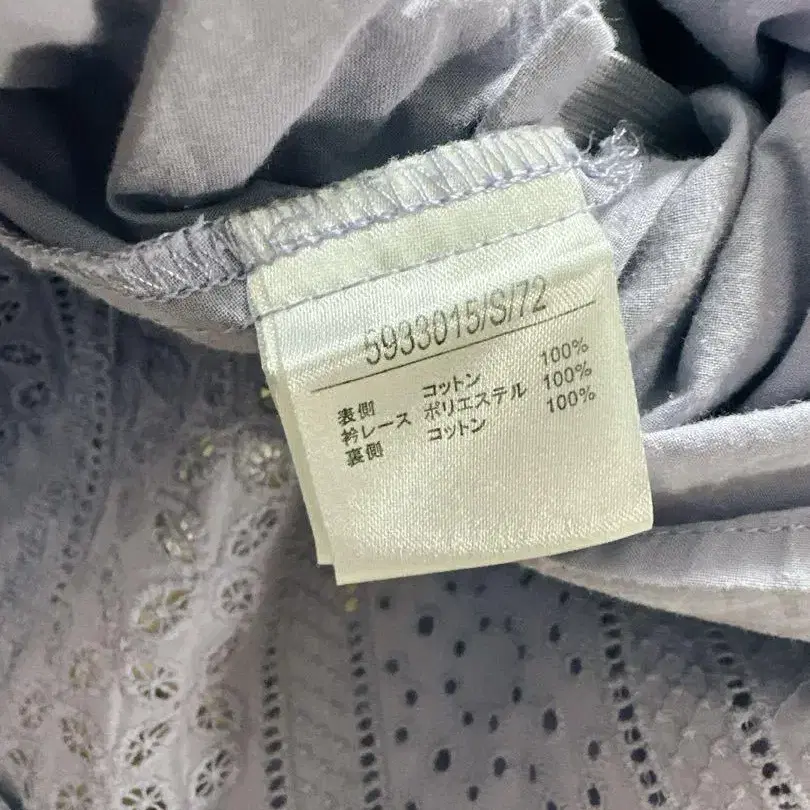 5933015/S/72
表側 コットン 100%
衿レース ポリエステル 100%
裏側 コットン 100%